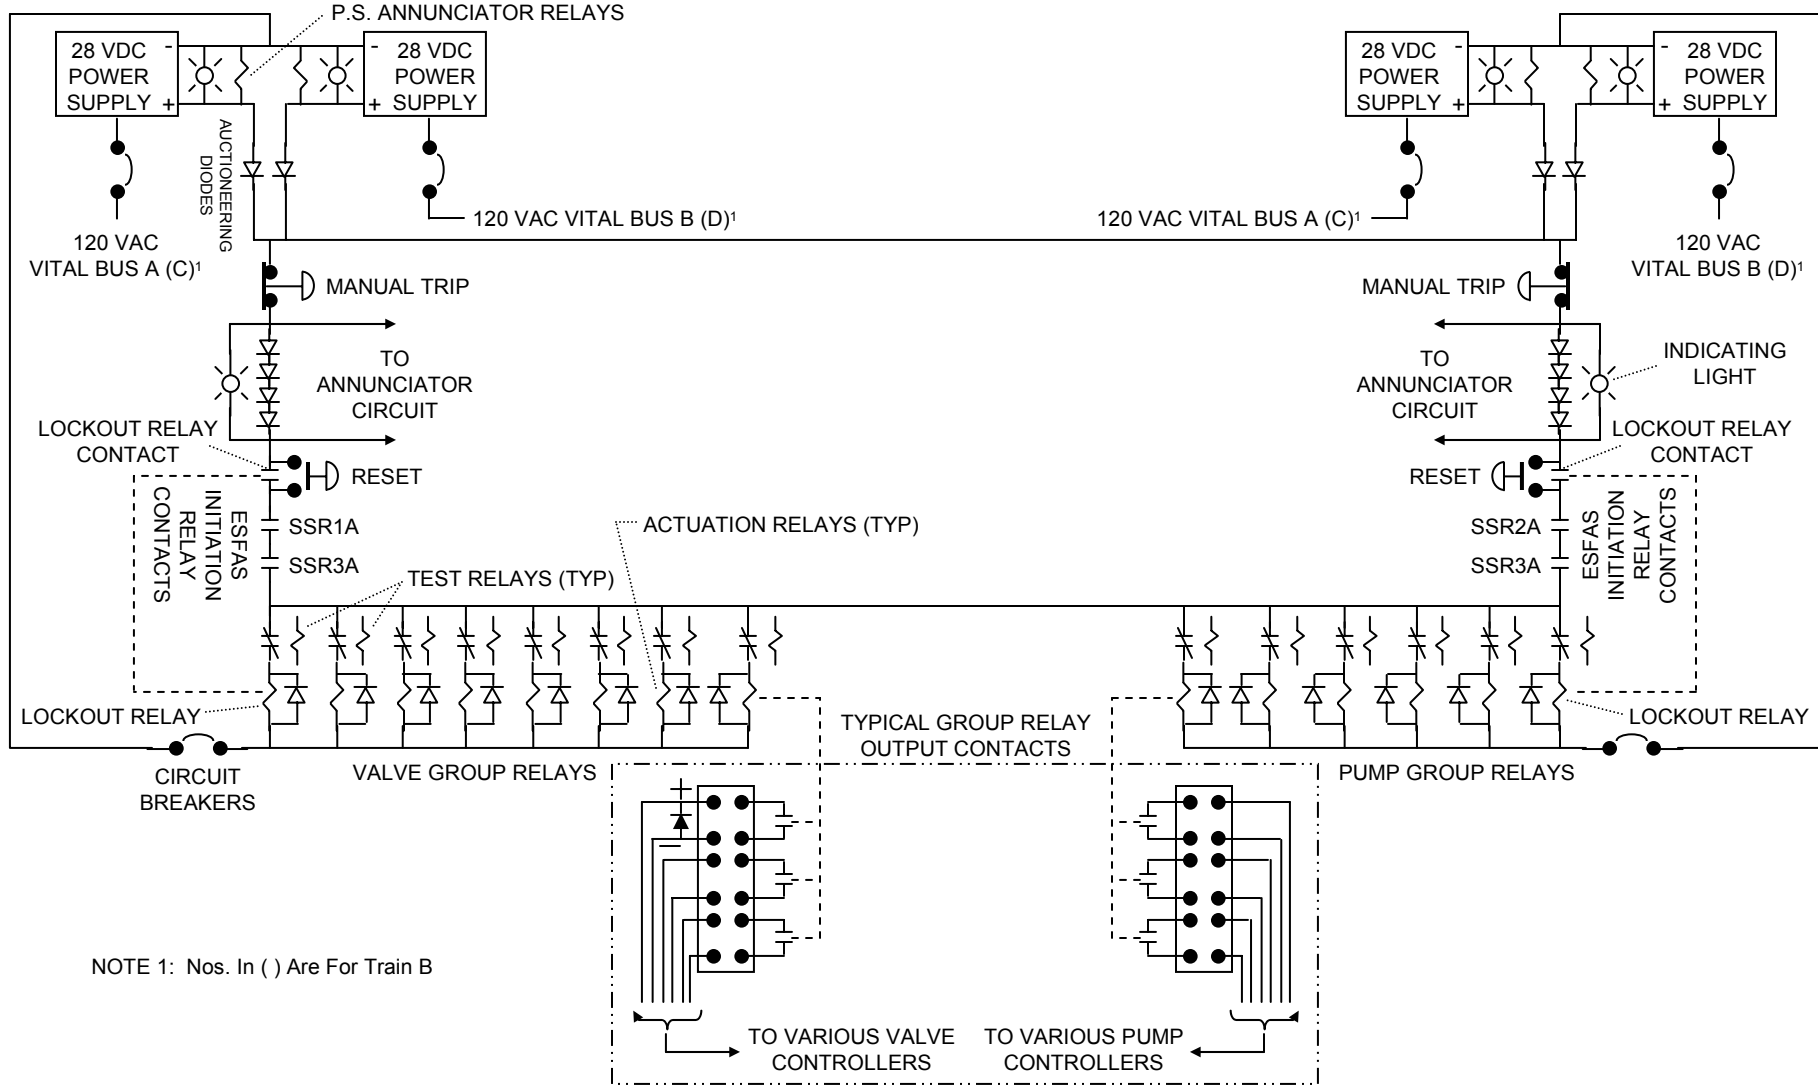 P.S. ANNUNCIATOR RELAYS
28 VDC
POWER
SUPPLY
-
+
28 VDC
POWER
SUPPLY
-
+
28 VDC
POWER
SUPPLY
-
+
28 VDC
POWER
SUPPLY
-
+
AUCTIONEERING
DIODES
120 VAC
VITAL BUS A (C)¹
120 VAC VITAL BUS B (D)¹
120 VAC VITAL BUS A (C)¹
120 VAC
VITAL BUS B (D)¹
MANUAL TRIP
MANUAL TRIP
TO
ANNUNCIATOR
CIRCUIT
TO
ANNUNCIATOR
CIRCUIT
INDICATING
LIGHT
LOCKOUT RELAY
CONTACT
RESET
RESET
LOCKOUT RELAY
CONTACT
ESFAS
INITIATION
RELAY
CONTACTS
SSR1A
SSR3A
ACTUATION RELAYS (TYP)
TEST RELAYS (TYP)
SSR2A
SSR3A
ESFAS
INITIATION
RELAY
CONTACTS
LOCKOUT RELAY
TYPICAL GROUP RELAY
OUTPUT CONTACTS
LOCKOUT RELAY
CIRCUIT
BREAKERS
VALVE GROUP RELAYS
PUMP GROUP RELAYS
+
-
NOTE 1: Nos. In ( ) Are For Train B
TO VARIOUS VALVE
CONTROLLERS
TO VARIOUS PUMP
CONTROLLERS